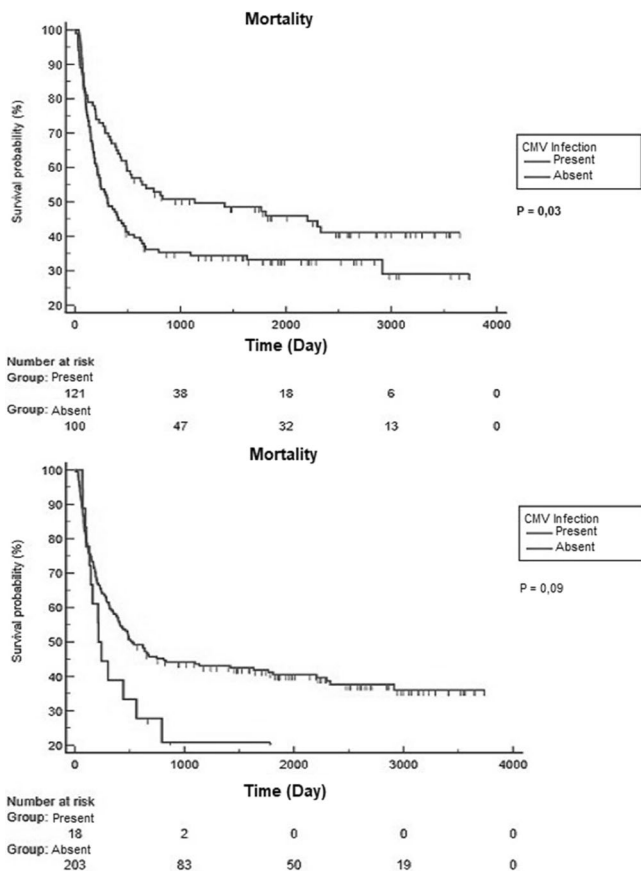 Mortality
100
90
80
70
60
50
40
30
20
Survival probability (%)
0 1000 2000 3000 4000
Time (Day)
CMV Infection
Present
Absent
P = 0,03
Number at risk
Group: Present
121 38 18 6 0
Group: Absent
100 47 32 13 0
Mortality
100
90
80
70
60
50
40
30
20
Survival probability (%)
0 1000 2000 3000 4000
Time (Day)
CMV Infection
Present
Absent
P = 0,09
Number at risk
Group: Present
18 2 0 0 0
Group: Absent
203 83 50 19 0